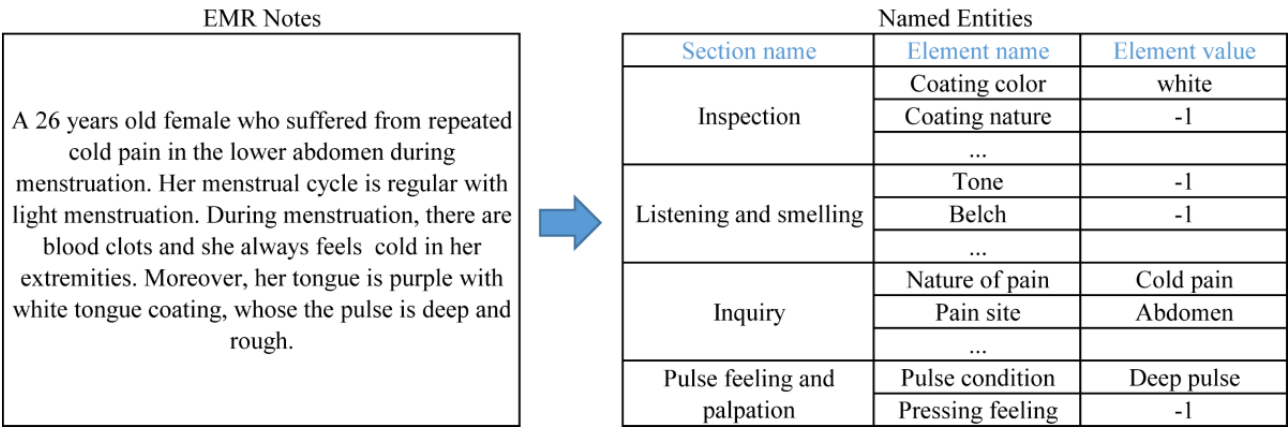 EMR Notes
A 26 years old female who suffered from repeated
cold pain in the lower abdomen during
menstruation. Her menstrual cycle is regular with
light menstruation. During menstruation, there are
blood clots and she always feels cold in her
extremities. Moreover, her tongue is purple with
white tongue coating, whose the pulse is deep and
rough.
Named Entities
Section name Element name Element value
Inspection
Coating color white
Coating nature -1
...
Listening and smelling
Tone -1
Belch -1
...
Inquiry
Nature of pain Cold pain
Pain site Abdomen
...
Pulse feeling and
palpation
Pulse condition Deep pulse
Pressing feeling -1